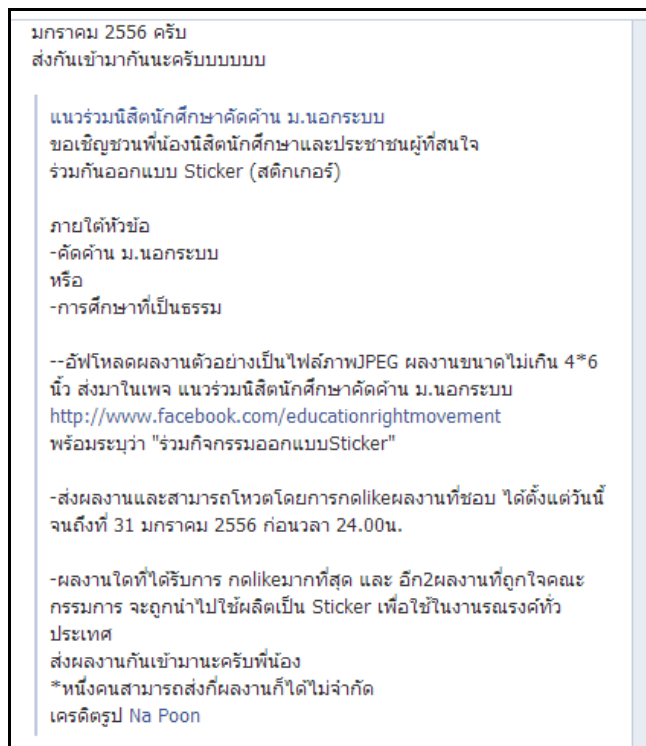 มกราคม 2556 ครับ
ส่งกันเข้ามากันนะครับบบบบบ
แนวร่วมนิสิตนักศึกษาคัดค้าน ม.นอกระบบ
ขอเชิญชวนพี่น้องนิสิตนักศึกษาและประชาชนผู้ที่สนใจ
ร่วมกันออกแบบ Sticker (สติกเกอร์)
ภายใต้หัวข้อ
-คัดค้าน ม.นอกระบบ
หรือ
-การศึกษาที่เป็นธรรม
--อัฟโหลดผลงานตัวอย่างเป็นไฟล์ภาพJPEG ผลงานขนาดไม่เกิน 4*6
นิ้ว ส่งมาในเพจ แนวร่วมนิสิตนักศึกษาคัดค้าน ม.นอกระบบ
http://www.facebook.com/educationrightmovement
พร้อมระบุว่า "ร่วมกิจกรรมออกแบบSticker"
-ส่งผลงานและสามารถโหวตโดยการกดlikeผลงานที่ชอบ ได้ตั้งแต่วันนี้
จนถึงที่ 31 มกราคม 2556 ก่อนวลา 24.00น.
-ผลงานใดที่ได้รับการ กดlikeมากที่สุด และ อีก2ผลงานที่ถูกใจคณะ
กรรมการ จะถูกนำไปใช้ผลิตเป็น Sticker เพื่อใช้ในงานรณรงค์ทั่ว
ประเทศ
ส่งผลงานกันเข้ามานะครับพี่น้อง
*หนึ่งคนสามารถส่งกี่ผลงานก็ได้ไม่จำกัด
เครดิตรูป Na Poon